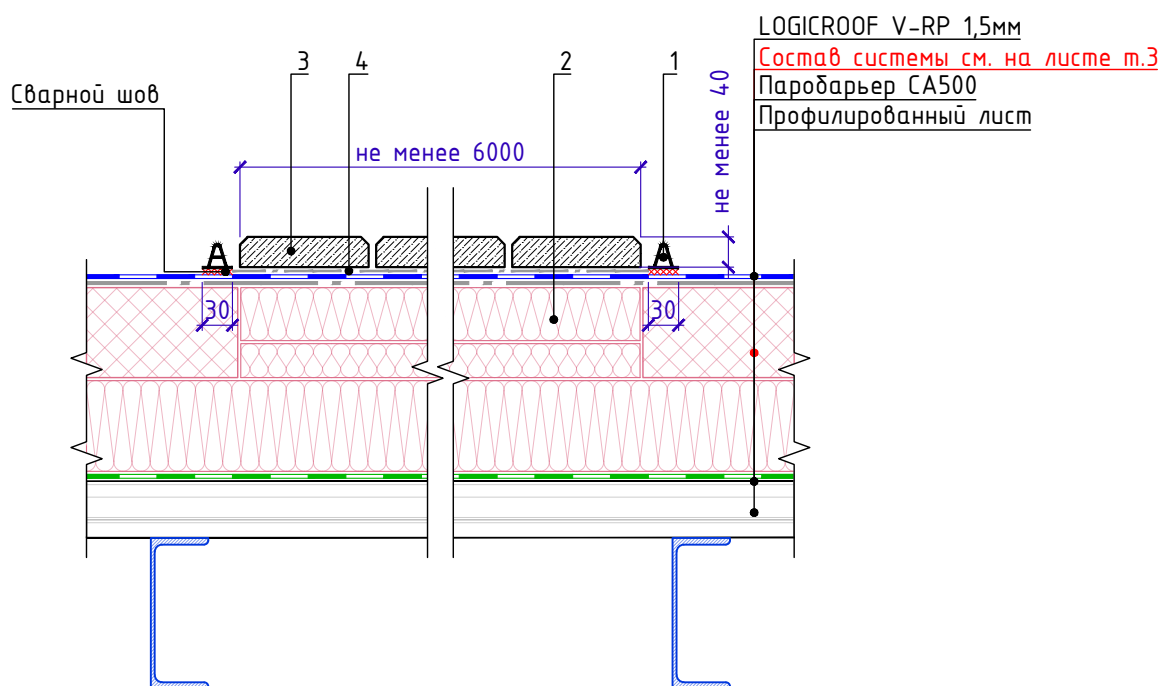 LOGICROOF V-RP 1,5мм
Состав системы см. на листе т.3
Паробарьер СА500
Профилированный лист
3
4
2
1
Сварной шов
не менее 6000
не менее 40
30
30